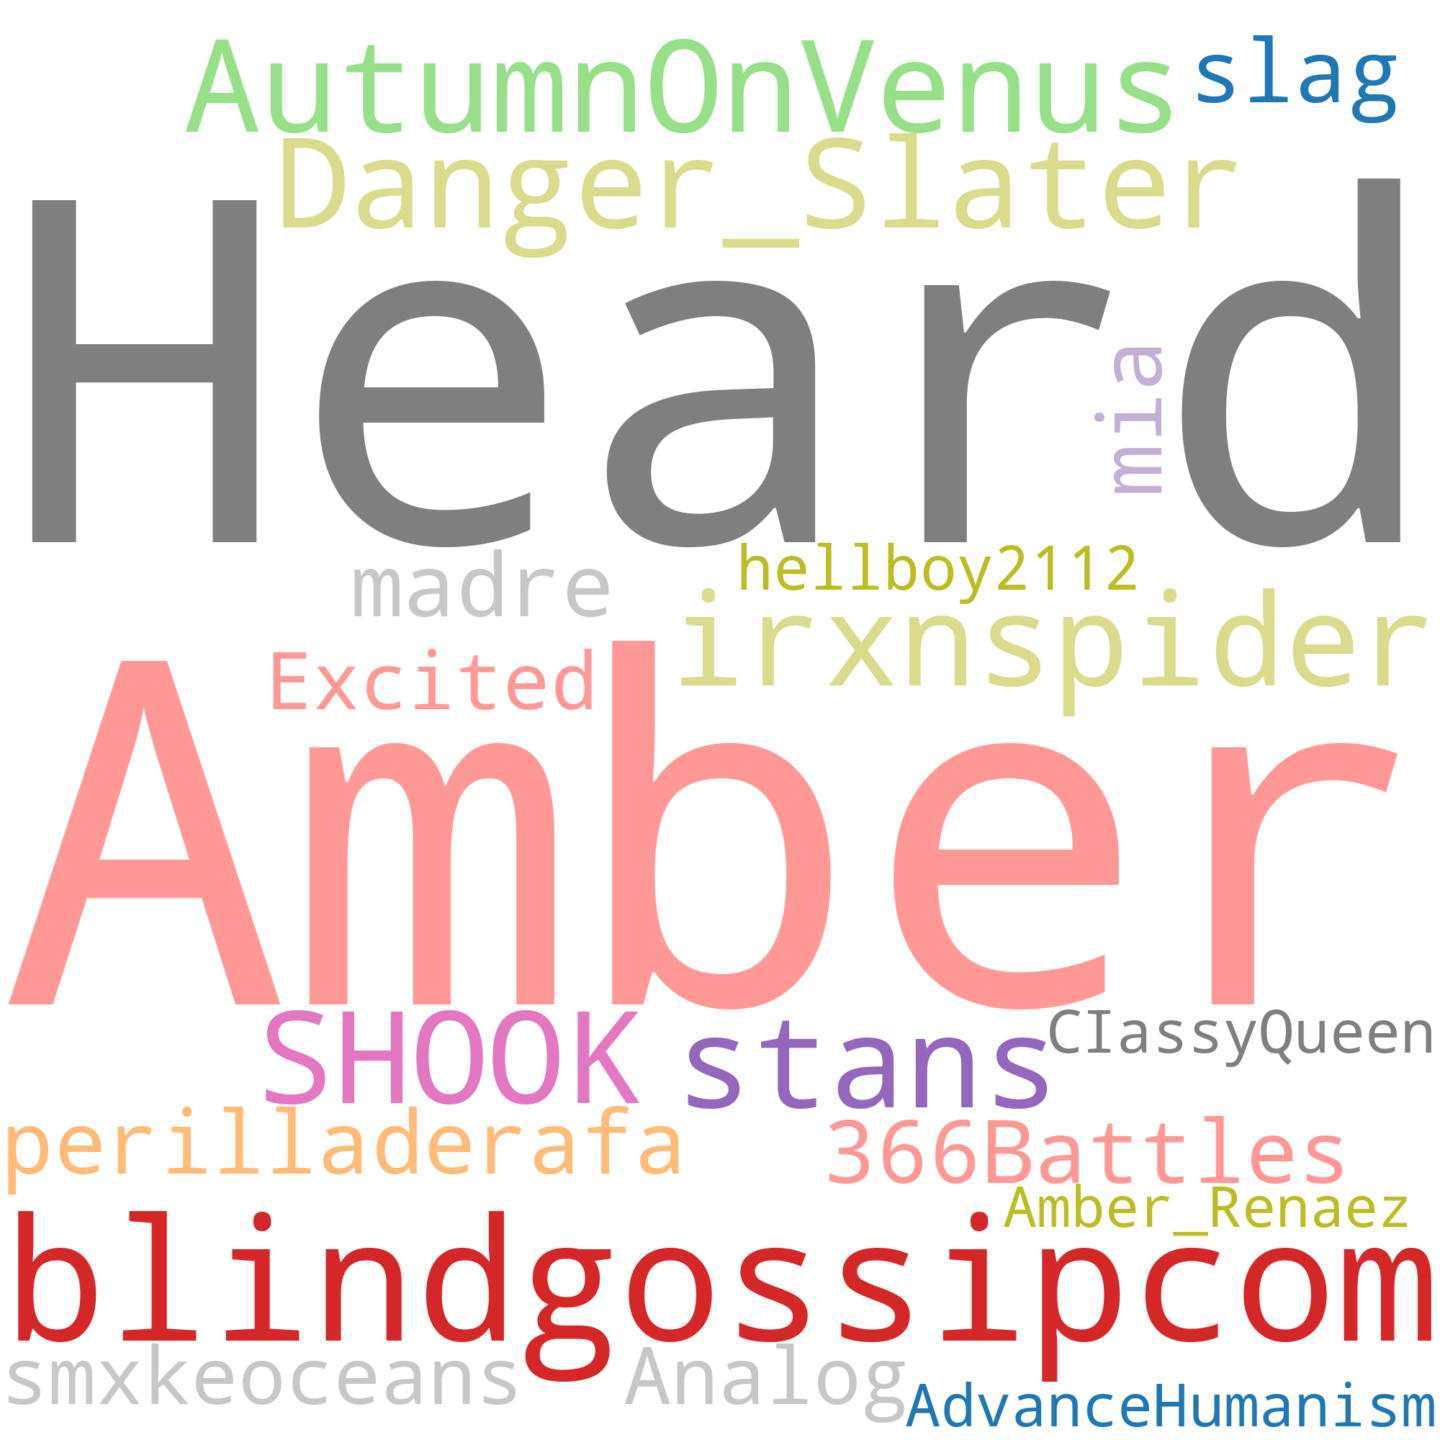 AutumnOnVenus
slag
Danger_Slater
Heard
mia
hellboy2112
madre
irxnspider
Excited
Amber
SHOOK
stans
CIassyQueen
perilladerafa
366Battles
Amber_Renaez
blindgossipcom
smxkeoceans
Analog
AdvanceHumanism